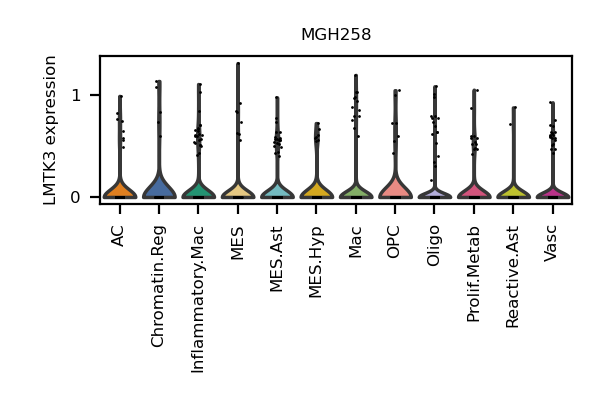 MGH258
LMTK3 expression
1
0
AC
Chromatin.Reg
Inflammatory.Mac
MES
MES.Ast
MES.Hyp
Mac
OPC
Oligo
Prolif.Metab
Reactive.Ast
Vasc